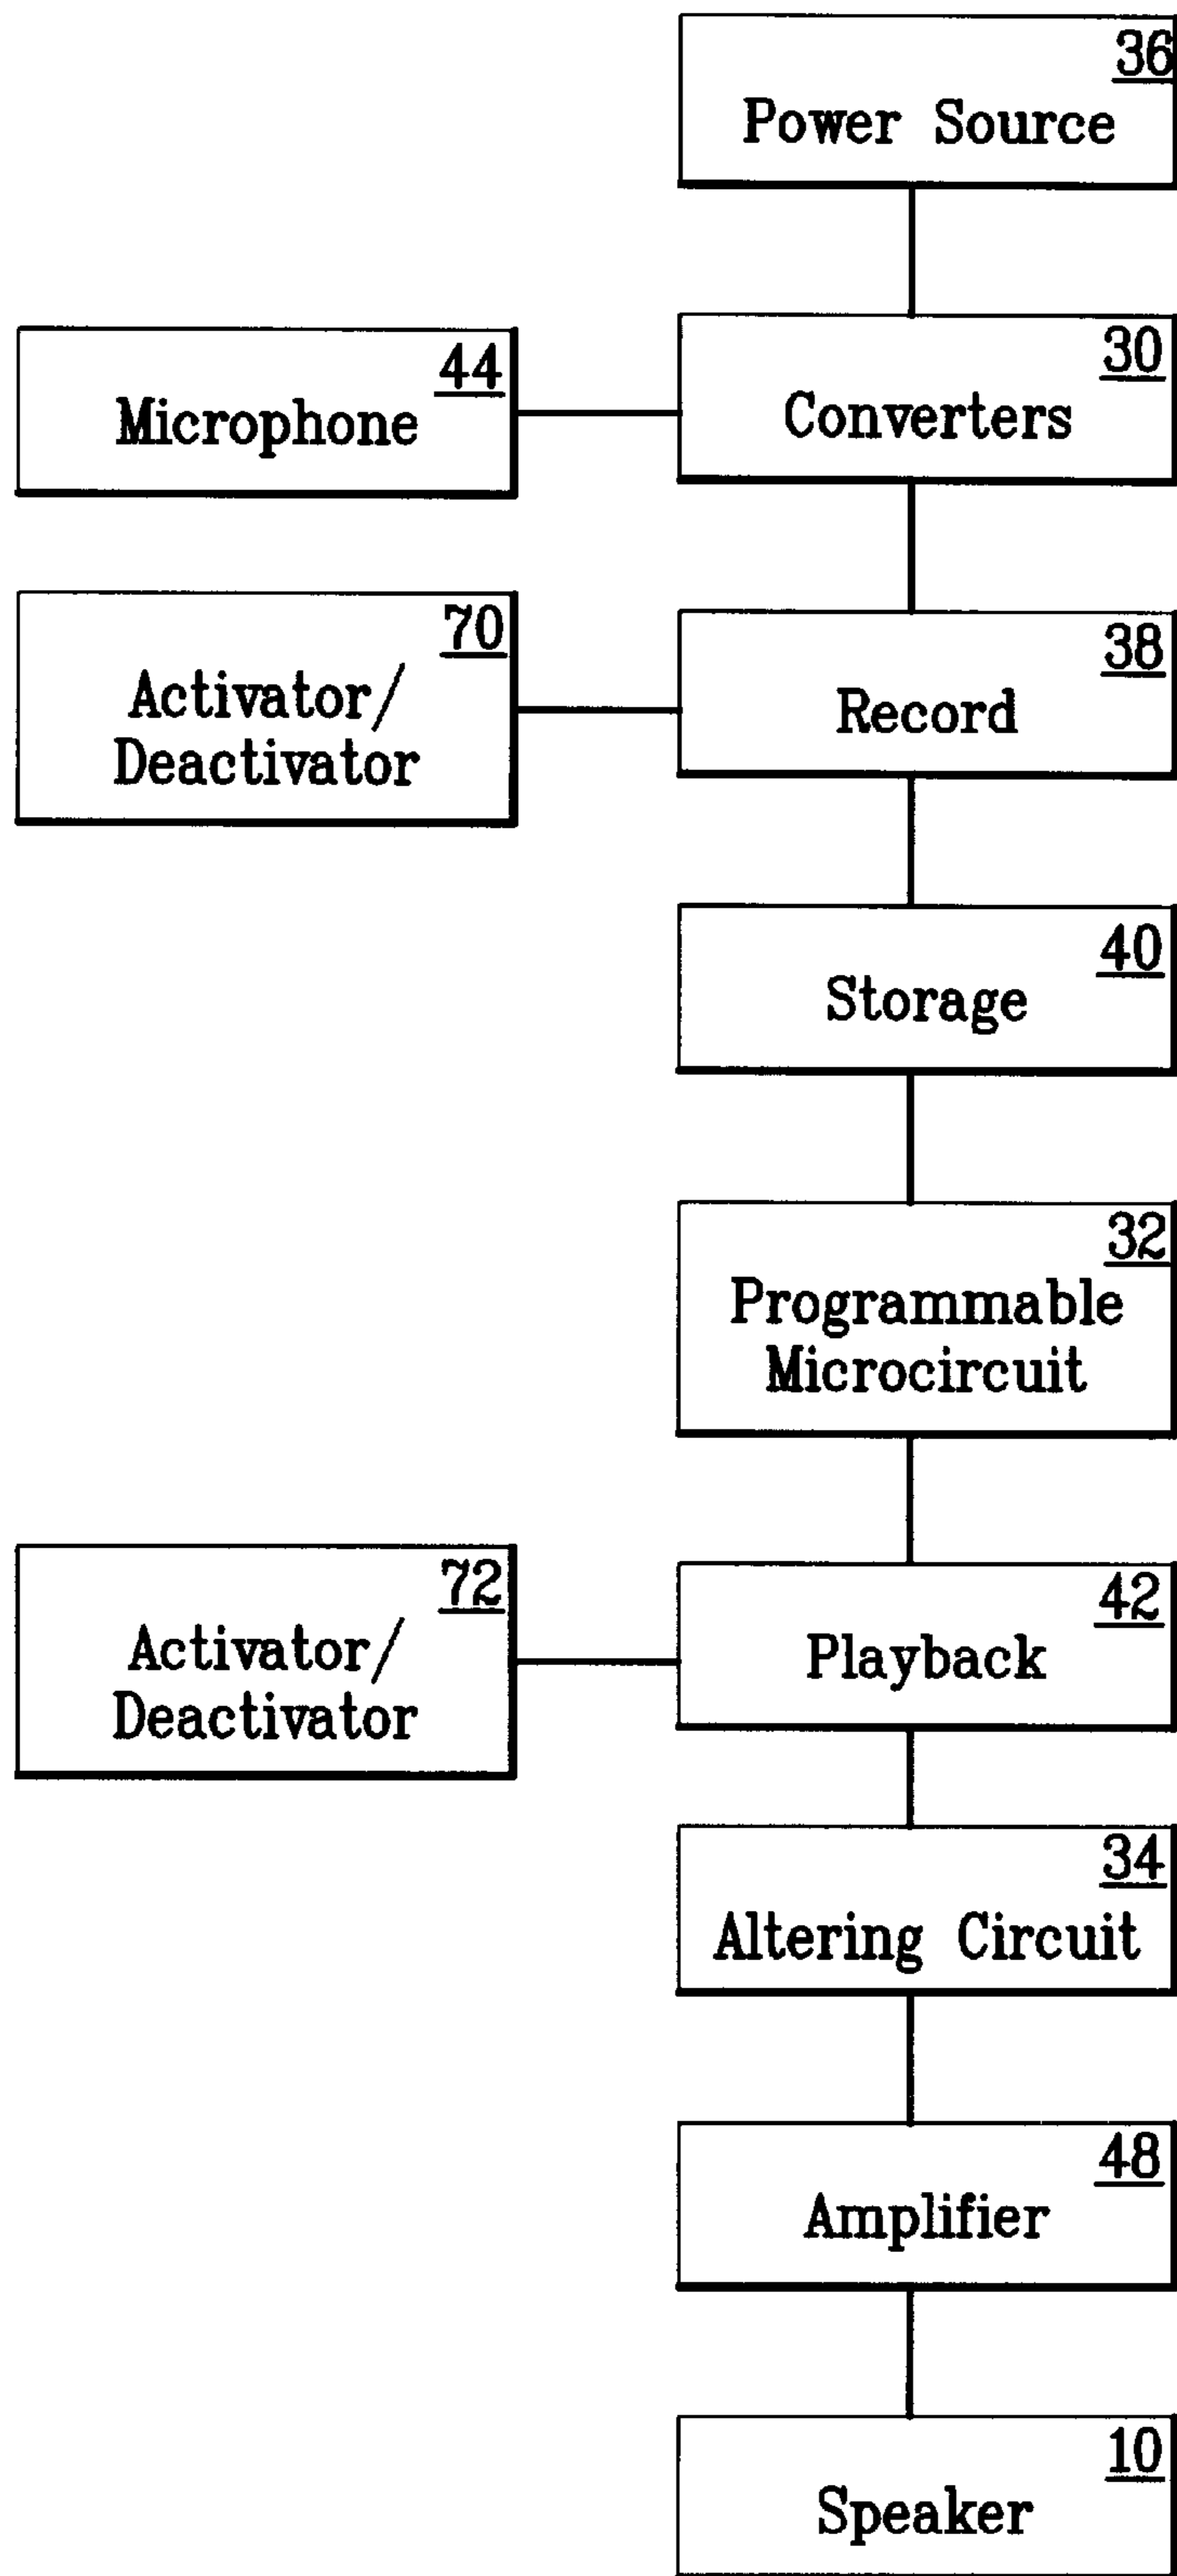 36
Power Source
44
Microphone
30
Converters
70
Activator/
Deactivator
38
Record
40
Storage
32
Programmable
Microcircuit
72
Activator/
Deactivator
42
Playback
34
Altering Circuit
48
Amplifier
10
Speaker